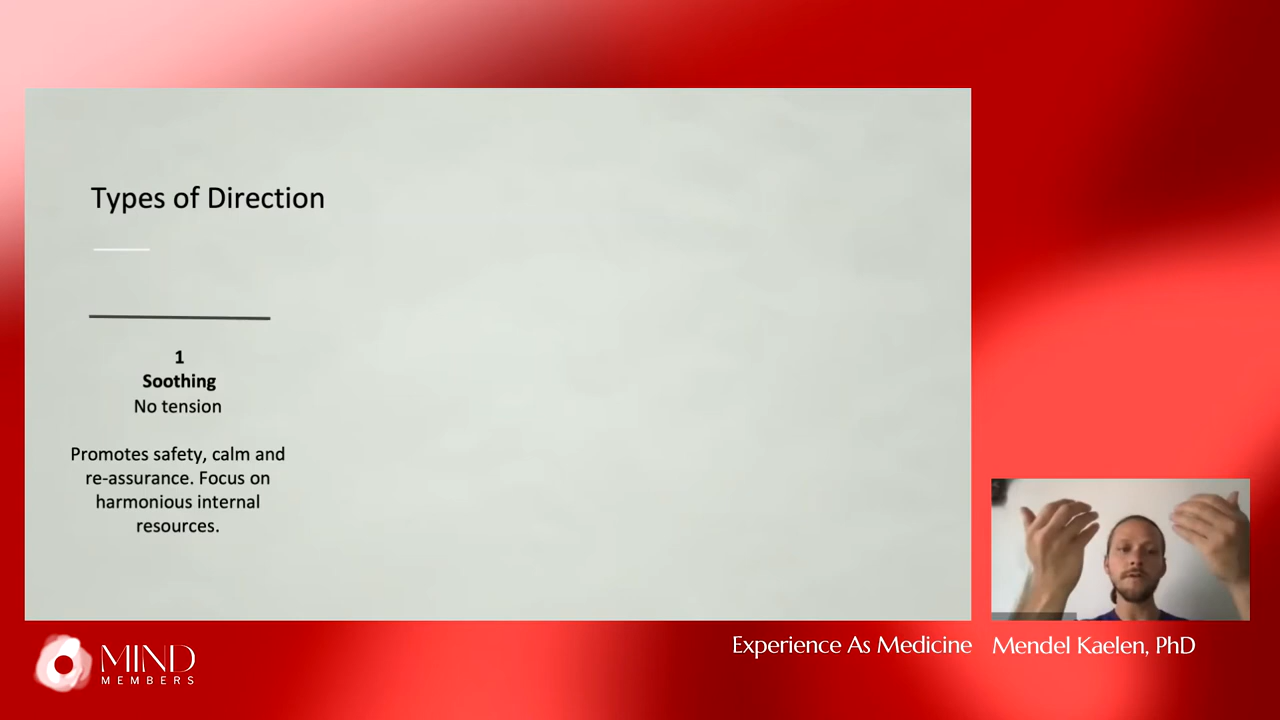 Types of Direction
1
Soothing
No tension
Promotes safety, calm and
re-assurance. Focus on
harmonious internal
resources.
Experience As Medicine
Mendel Kaelen, PhD
MIND
MEMBERS